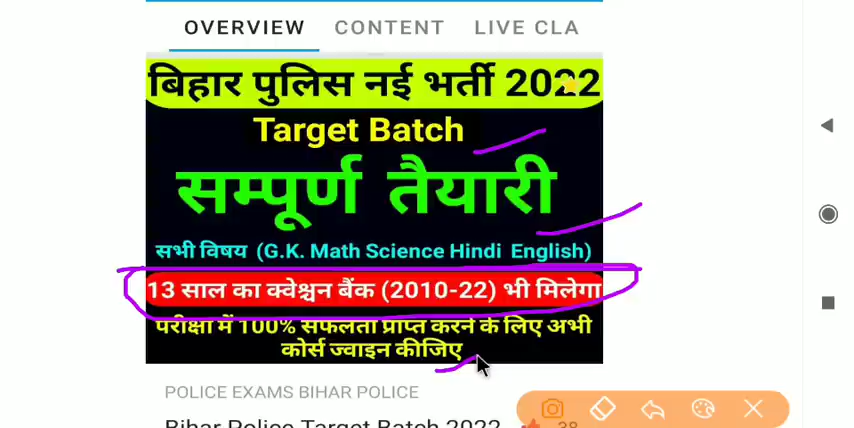 OVERVIEW CONTENT LIVE CLA
बिहार पुलिस नई भर्ती 2022
Target Batch
सम्पूर्ण तैयारी
सभी विषय (G.K. Math Science Hindi English)
13 साल का क्वेश्चन बैंक (2010-22) भी मिलेगा
परीक्षा में 100% सफलता प्राप्त करने के लिए अभी
कोर्स ज्वाइन कीजिए
POLICE EXAMS BIHAR POLICE
Bihar Police Target Batch 2022 38